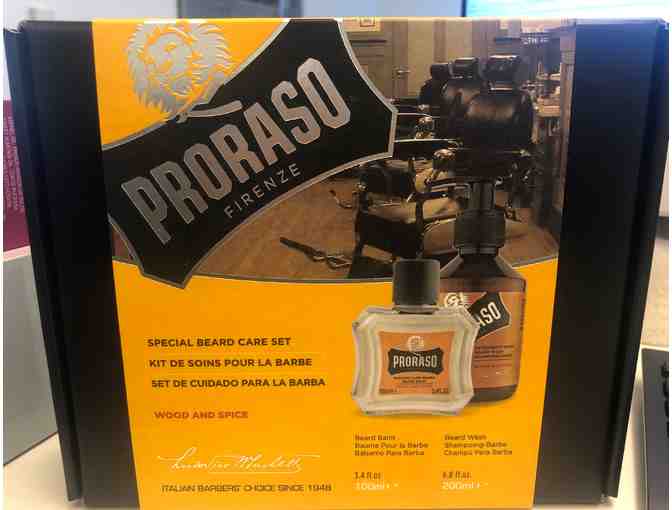 PRORASO
FIRENZE
SPECIAL BEARD CARE SET
KIT DE SOINS POUR LA BARBE
SET DE CUIDADO PARA LA BARBA
WOOD AND SPICE
PRORASO
ASO
Beard Balm
Baume Pour la Barbe
Bálsamo Para Barba
3.4 fl.oz
100ml e
Beard Wash
Shampooing Barbe
Champú Para Barba
6.8 fl.oz.
200ml e
ITALIAN BARBERS' CHOICE SINCE 1948